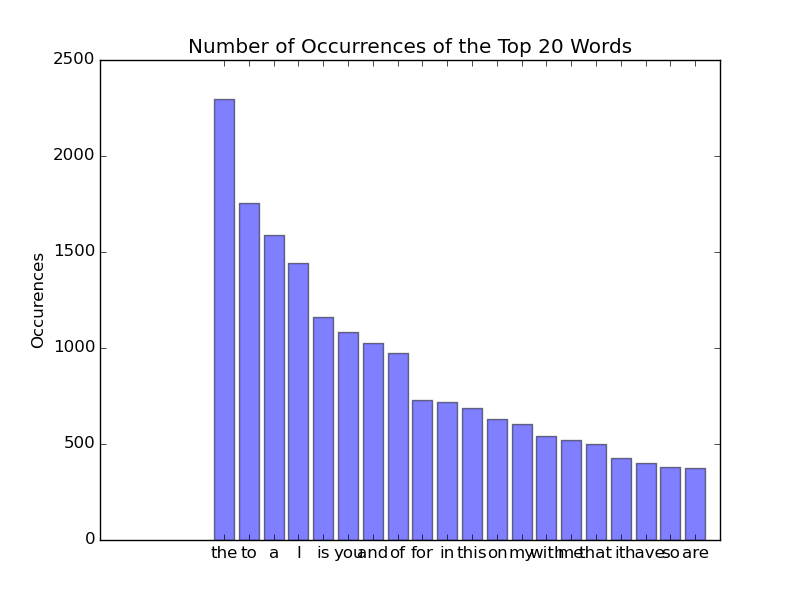 Number of Occurrences of the Top 20 Words
2500
2000
1500
1000
500
0
Occurences
the to a I is you and of for in this on my with me that it have so are